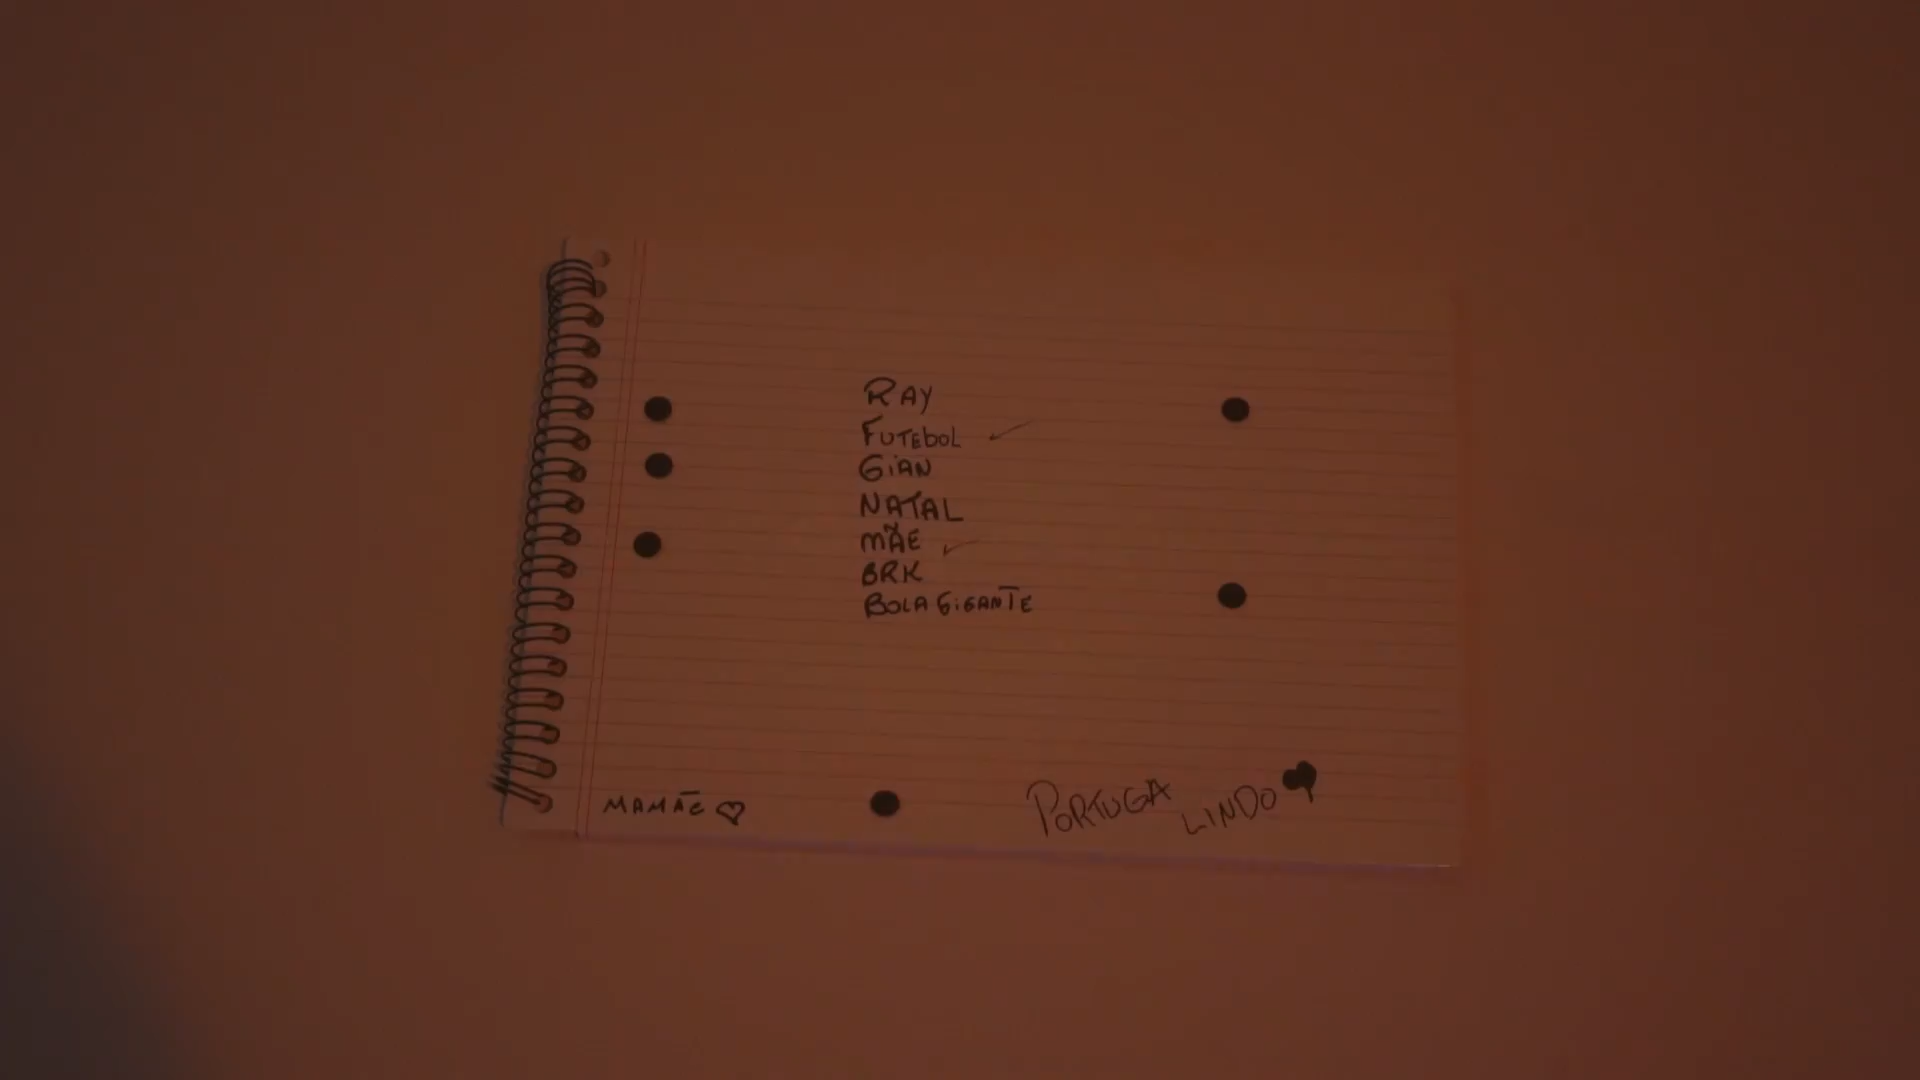 RAY
FUTEBOL
GIAN
NATAL
MÃE
BRK
BOLA GIGANTE
MAMÃE
PORTUGA LINDO